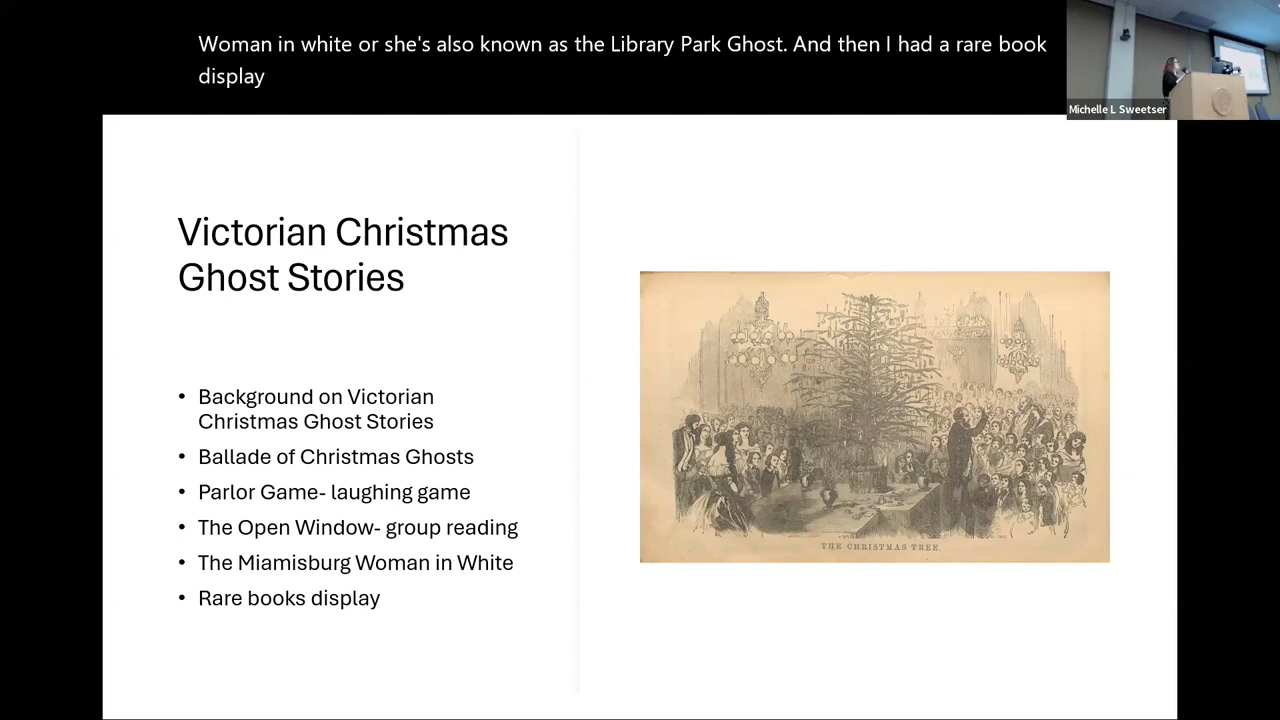 Woman in white or she's also known as the Library Park Ghost. And then I had a rare book
display
Michelle L Sweetser
Victorian Christmas
Ghost Stories
• Background on Victorian
Christmas Ghost Stories
• Ballade of Christmas Ghosts
• Parlor Game- laughing game
• The Open Window- group reading
• The Miamisburg Woman in White
• Rare books display
THE CHRISTMAS TREE.